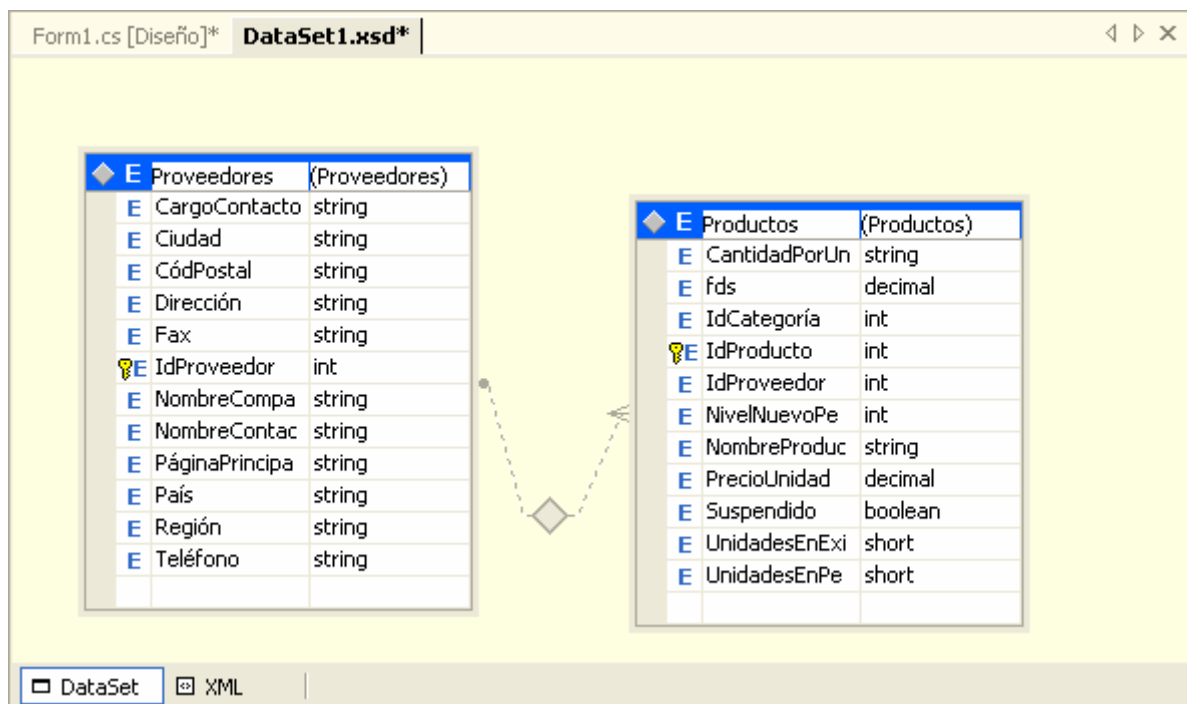 Form1.cs [Diseño]* DataSet1.xsd*
E Proveedores (Proveedores)
E CargoContacto string
E Ciudad string
E CódPostal string
E Dirección string
E Fax string
E IdProveedor int
E NombreCompa string
E NombreContac string
E PáginaPrincipa string
E País string
E Región string
E Teléfono string
E Productos (Productos)
E CantidadPorUn string
E fds decimal
E IdCategoría int
E IdProducto int
E IdProveedor int
E NivelNuevoPe int
E NombreProduc string
E PrecioUnidad decimal
E Suspendido boolean
E UnidadesEnExi short
E UnidadesEnPe short
DataSet XML